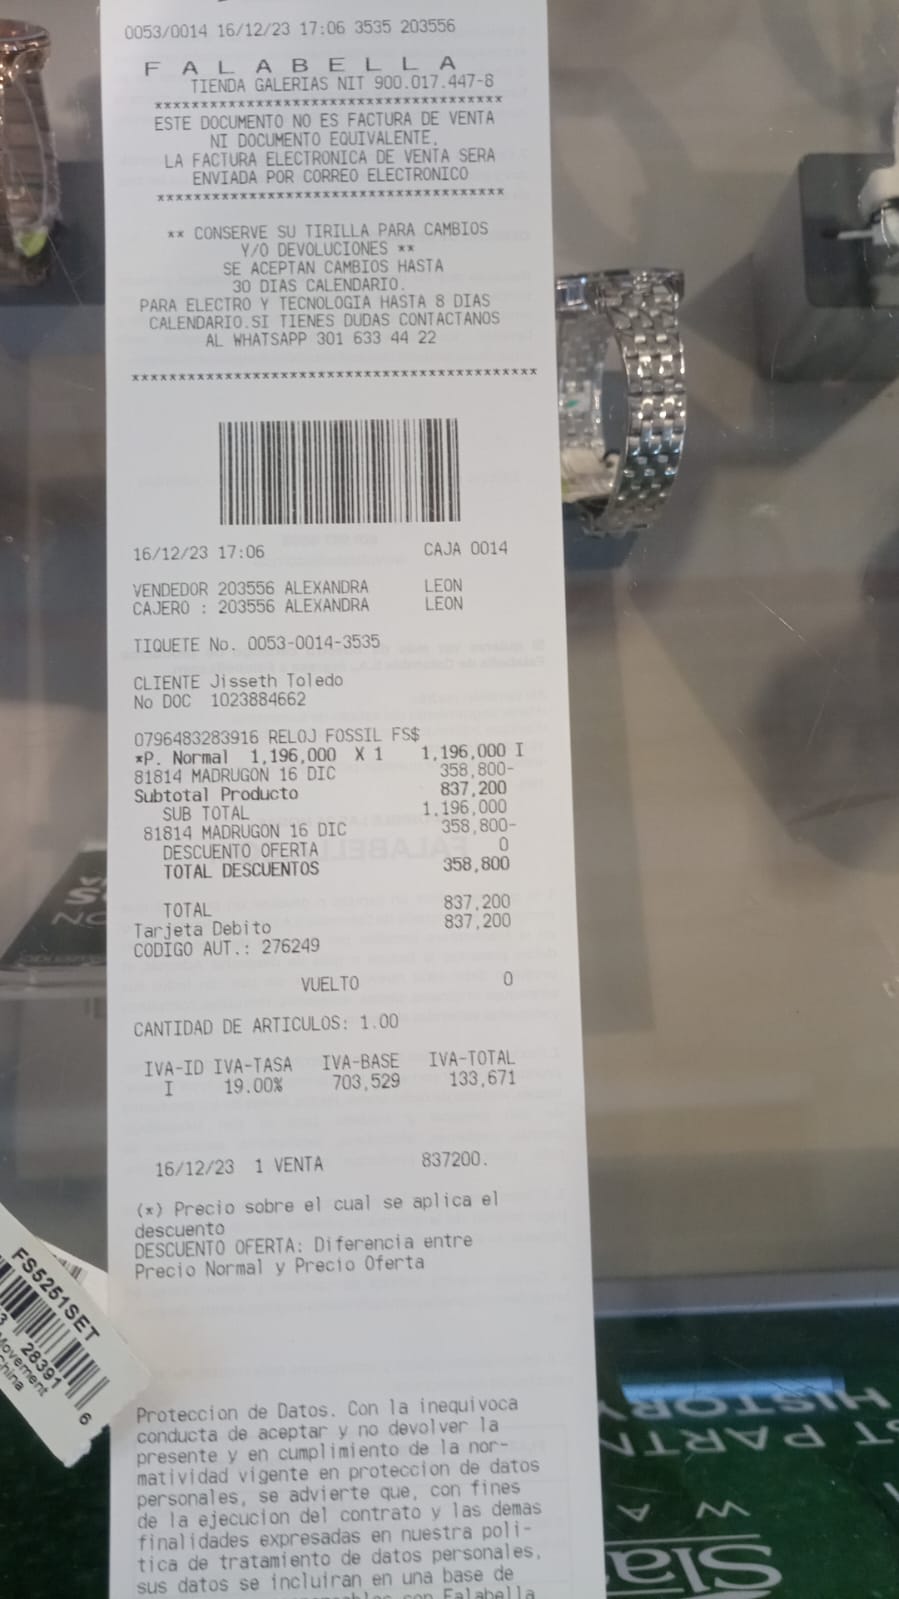 0053/0014 16/12/23 17:06 3535 203556
F A L A B E L L A
TIENDA GALERIAS NIT 900.017.447-8
**************************************
ESTE DOCUMENTO NO ES FACTURA DE VENTA
NI DOCUMENTO EQUIVALENTE,
LA FACTURA ELECTRONICA DE VENTA SERA
ENVIADA POR CORREO ELECTRONICO
**************************************
** CONSERVE SU TIRILLA PARA CAMBIOS
Y/O DEVOLUCIONES **
SE ACEPTAN CAMBIOS HASTA
30 DIAS CALENDARIO.
PARA ELECTRO Y TECNOLOGIA HASTA 8 DIAS
CALENDARIO.SI TIENES DUDAS CONTACTANOS
AL WHATSAPP 301 633 44 22
********************************************
16/12/23 17:06 CAJA 0014
VENDEDOR 203556 ALEXANDRA LEON
CAJERO : 203556 ALEXANDRA LEON
TIQUETE No. 0053-0014-3535
CLIENTE Jisseth Toledo
No DOC 1023884662
0796483283916 RELOJ FOSSIL FS$
*P. Normal 1,196,000 X 1 1,196,000 I
81814 MADRUGON 16 DIC 358,800-
Subtotal Producto 837,200
SUB TOTAL 1.196,000
81814 MADRUGON 16 DIC 358,800-
DESCUENTO OFERTA 0
TOTAL DESCUENTOS 358,800
TOTAL 837,200
Tarjeta Debito 837,200
CODIGO AUT.: 276249
VUELTO 0
CANTIDAD DE ARTICULOS: 1.00
IVA-ID IVA-TASA IVA-BASE IVA-TOTAL
I 19.00% 703,529 133,671
16/12/23 1 VENTA 837200.
(*) Precio sobre el cual se aplica el
descuento
DESCUENTO OFERTA: Diferencia entre
Precio Normal y Precio Oferta
Proteccion de Datos. Con la inequivoca
conducta de aceptar y no devolver la
presente y en cumplimiento de la nor-
matividad vigente en proteccion de datos
personales, se advierte que, con fines
de la ejecucion del contrato y las demas
finalidades expresadas en nuestra poli-
tica de tratamiento de datos personales,
sus datos se incluiran en una base de
con Falabella
FS5251SET
28391 6
Movement
China
HISTORY
ST PARTN
W A
Sla